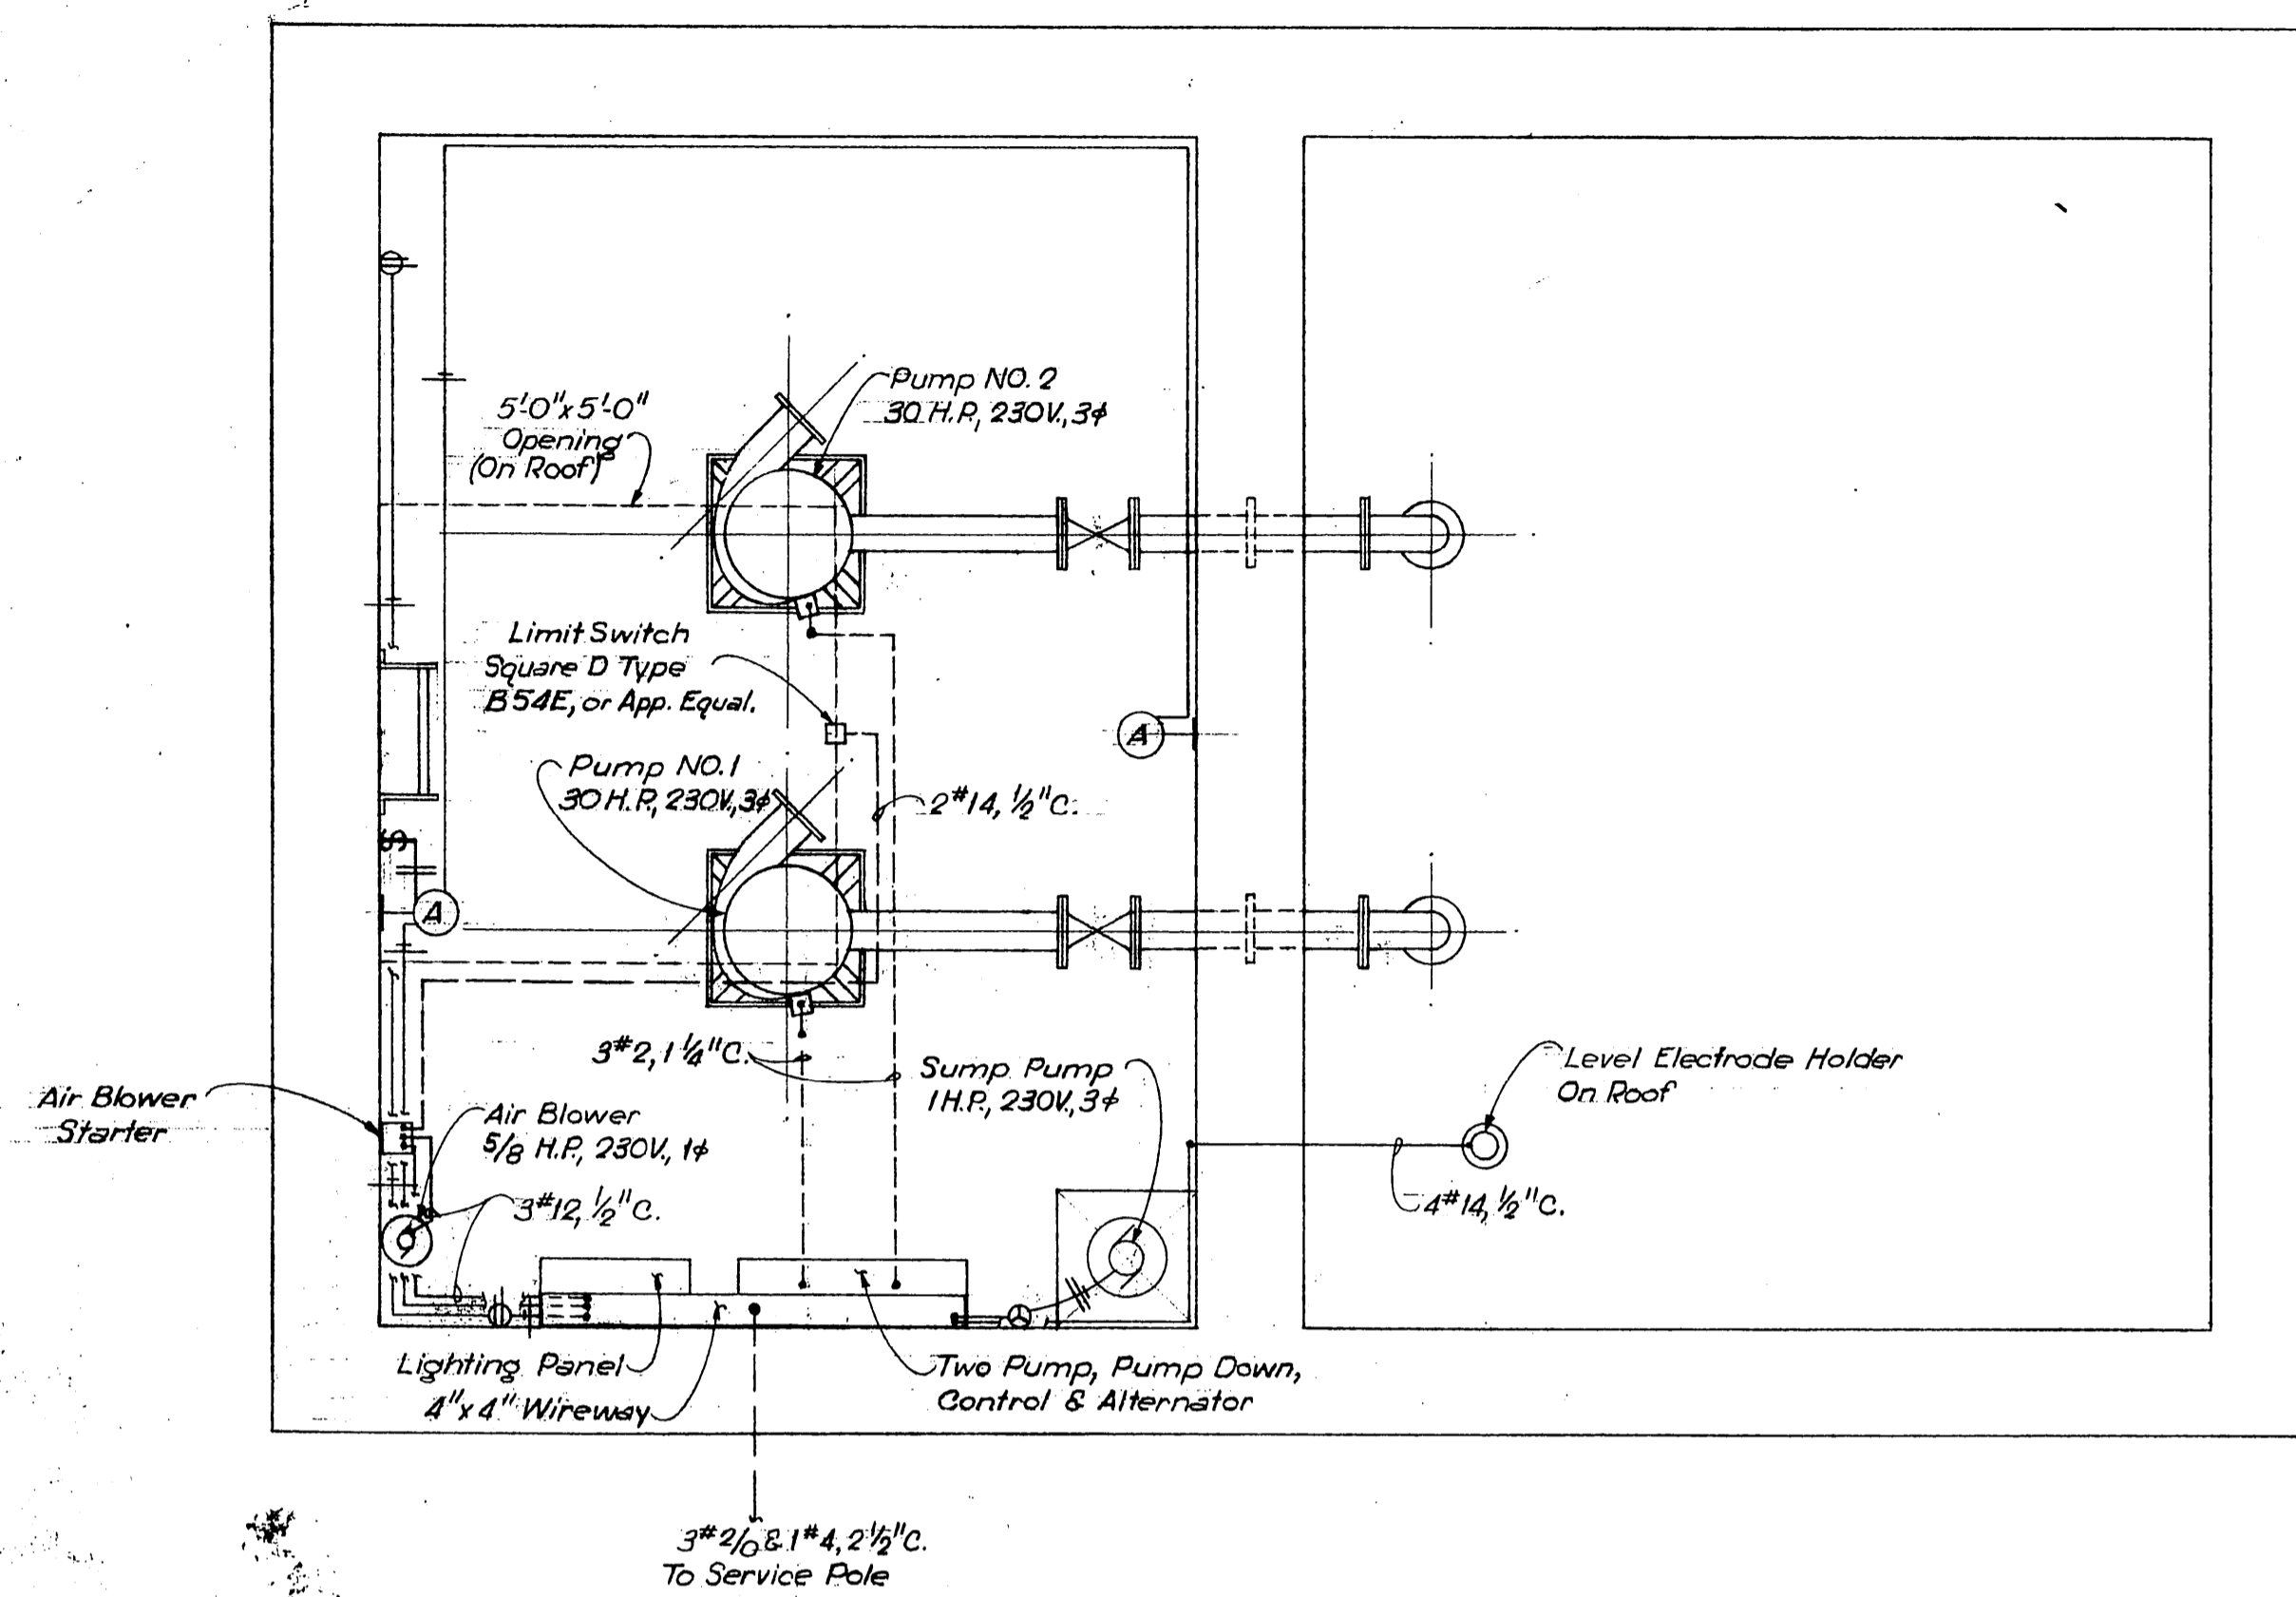 Pump NO. 2
30 H.P., 230V., 3ϕ
5'-0" x 5'-0"
Opening
(On Roof)
Limit Switch
Square D Type
B54E, or App. Equal.
A
Pump NO. 1
30 H.P., 230V., 3ϕ
2#14, ½"C.
S
A
3#2, 1¼"C.
Sump Pump
1 H.P., 230V., 3ϕ
Level Electrode Holder
On Roof
Air Blower
Starter
Air Blower
5/8 H.P., 230V., 1ϕ
3#12, ½"C.
4#14, ½"C.
Lighting Panel
4"x4" Wireway
Two Pump, Pump Down,
Control & Alternator
3#2/0 & 1#4, 2½"C.
To Service Pole